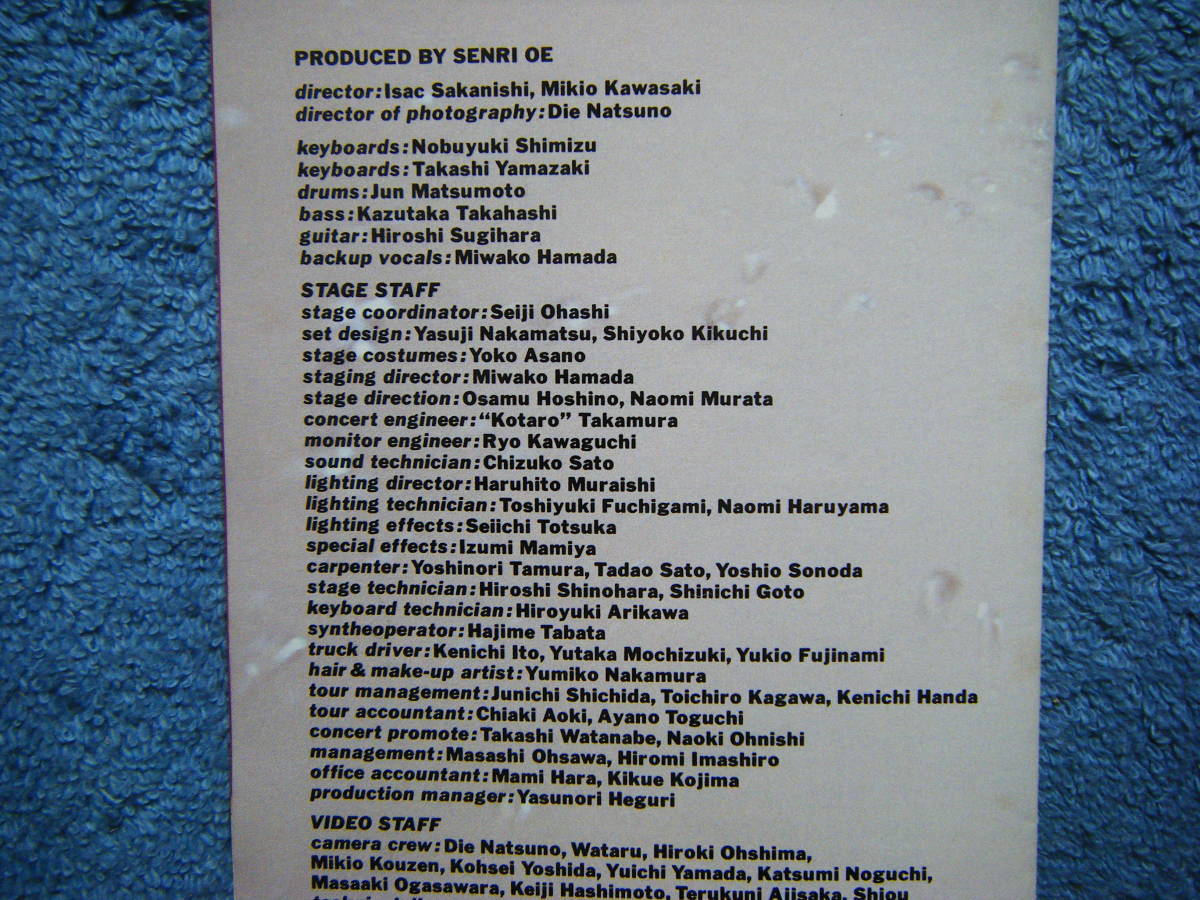 PRODUCED BY SENRI OE
director:Isac Sakanishi, Mikio Kawasaki
director of photography:Die Natsuno
keyboards:Nobuyuki Shimizu
keyboards:Takashi Yamazaki
drums:Jun Matsumoto
bass:Kazutaka Takahashi
guitar:Hiroshi Sugihara
backup vocals:Miwako Hamada
STAGE STAFF
stage coordinator:Seiji Ohashi
set design:Yasuji Nakamatsu, Shiyoko Kikuchi
stage costumes:Yoko Asano
staging director:Miwako Hamada
stage direction:Osamu Hoshino, Naomi Murata
concert engineer:“Kotaro” Takamura
monitor engineer:Ryo Kawaguchi
sound technician:Chizuko Sato
lighting director:Haruhito Muraishi
lighting technician:Toshiyuki Fuchigami, Naomi Haruyama
lighting effects:Seiichi Totsuka
special effects:Izumi Mamiya
carpenter:Yoshinori Tamura, Tadao Sato, Yoshio Sonoda
stage technician:Hiroshi Shinohara, Shinichi Goto
keyboard technician:Hiroyuki Arikawa
syntheoperator:Hajime Tabata
truck driver:Kenichi Ito, Yutaka Mochizuki, Yukio Fujinami
hair & make-up artist:Yumiko Nakamura
tour management:Junichi Shichida, Toichiro Kagawa, Kenichi Handa
tour accountant:Chiaki Aoki, Ayano Toguchi
concert promote:Takashi Watanabe, Naoki Ohnishi
management:Masashi Ohsawa, Hiromi Imashiro
office accountant:Mami Hara, Kikue Kojima
production manager:Yasunori Heguri
VIDEO STAFF
camera crew:Die Natsuno, Wataru, Hiroki Ohshima,
Mikio Kouzen, Kohsei Yoshida, Yuichi Yamada, Katsumi Noguchi,
Masaaki Ogasawara, Keiji Hashimoto, Terukuni Ajisaka, Shiou